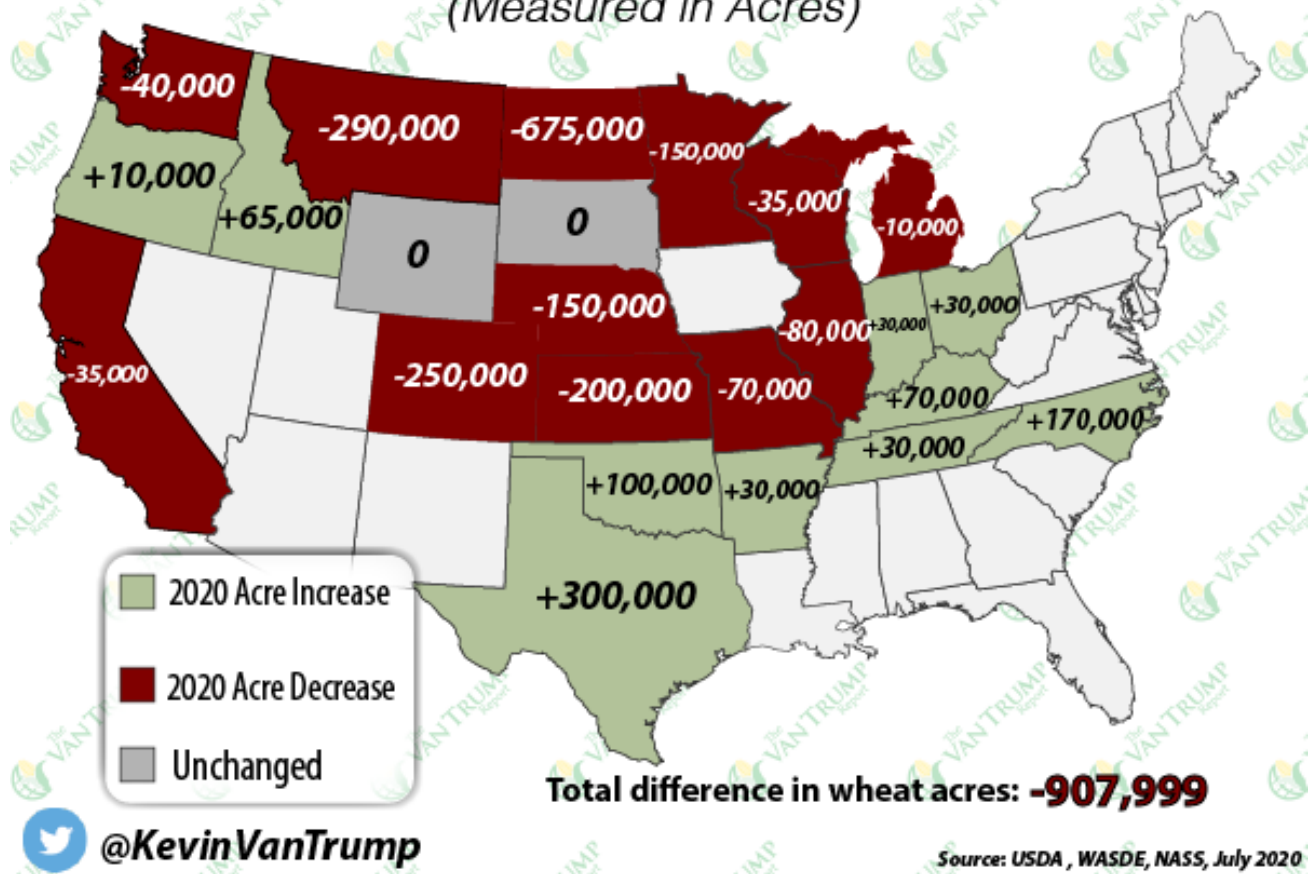 (Measured in Acres)
-40,000
-290,000
-675,000
-150,000
+10,000
+65,000
0
0
-35,000
-10,000
-150,000
-80,000
+30,000
+30,000
-35,000
-250,000
-200,000
-70,000
+70,000
+170,000
+30,000
+100,000
+30,000
+300,000
2020 Acre Increase
2020 Acre Decrease
Unchanged
Total difference in wheat acres: -907,999
@KevinVanTrump
Source: USDA , WASDE, NASS, July 2020
The
VANTRUMP
Report